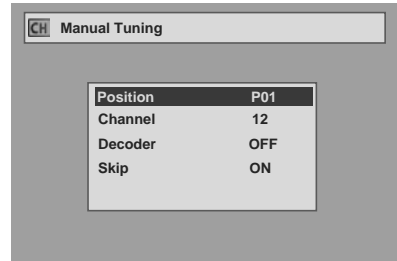 CH Manual Tuning
Position P01
Channel 12
Decoder OFF
Skip ON